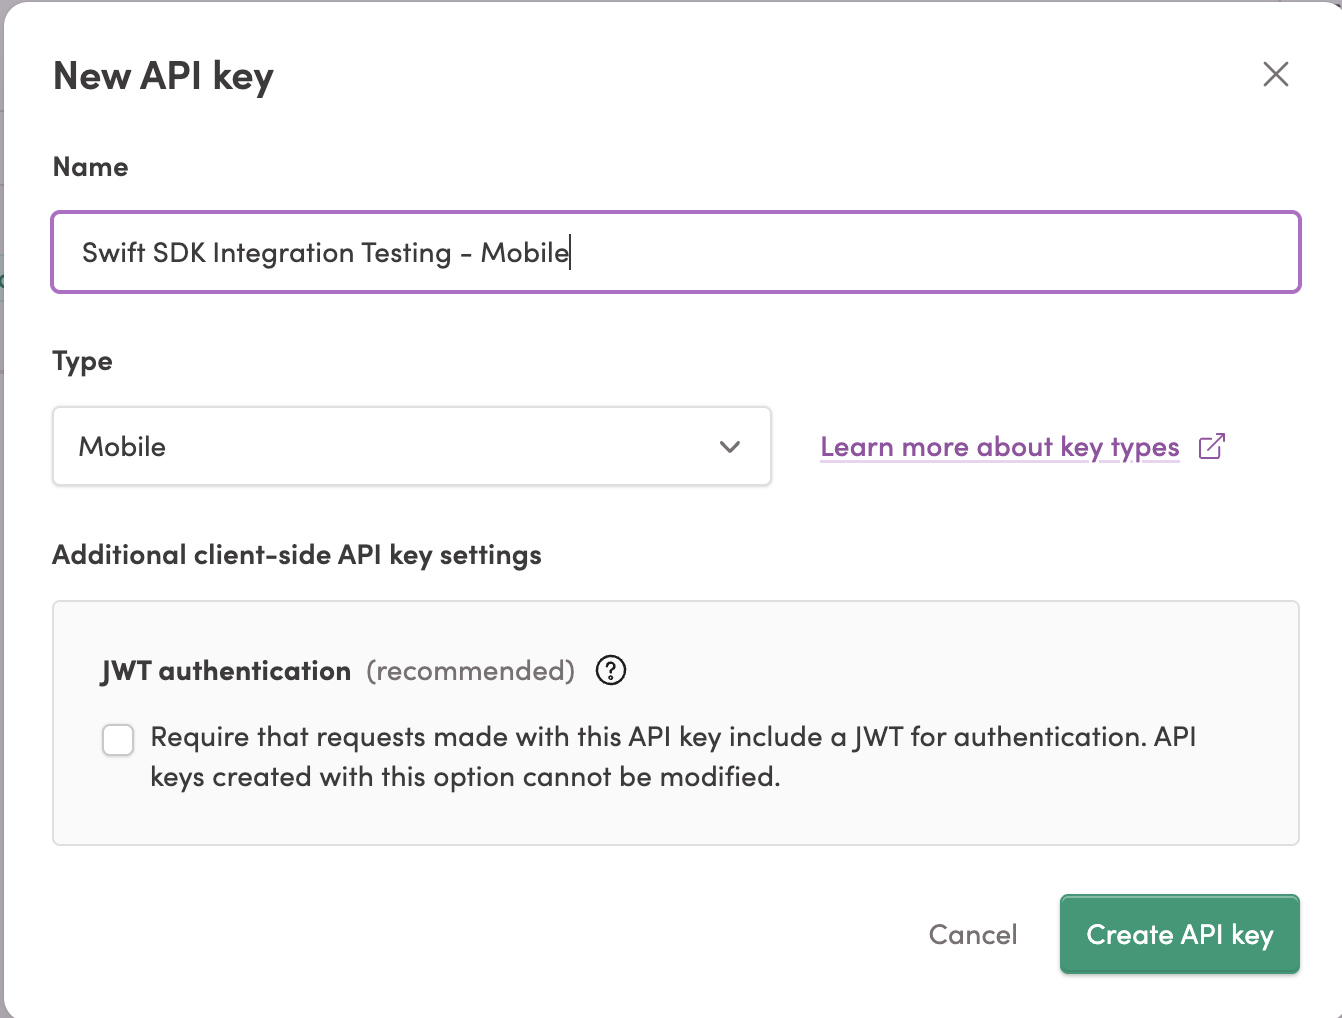 New API key
Name
Swift SDK Integration Testing - Mobile
Type
Mobile
Learn more about key types
Additional client-side API key settings
JWT authentication (recommended)
Require that requests made with this API key include a JWT for authentication. API
keys created with this option cannot be modified.
Cancel
Create API key